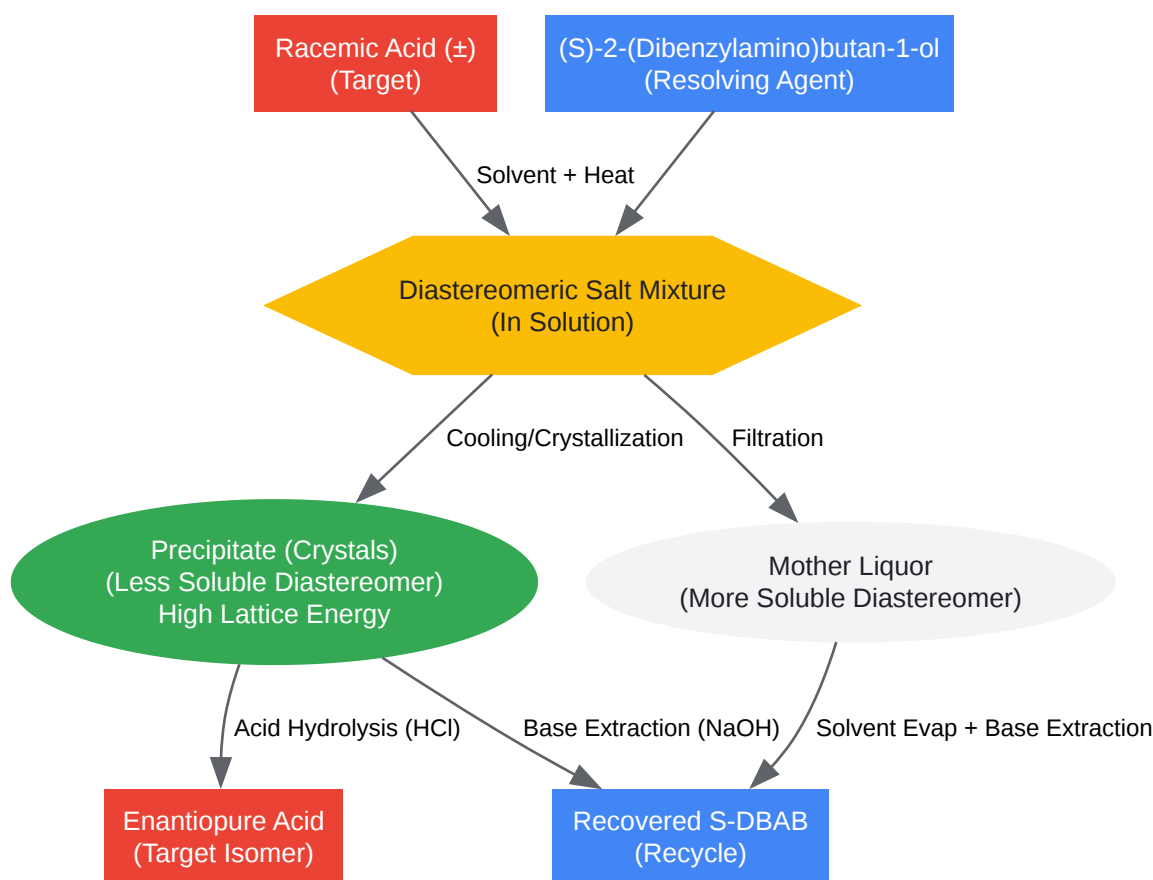 Racemic Acid (±)
(Target)
(S)-2-(Dibenzylamino)butan-1-ol
(Resolving Agent)
Solvent + Heat
Diastereomeric Salt Mixture
(In Solution)
Cooling/Crystallization
Filtration
Precipitate (Crystals)
(Less Soluble Diastereomer)
High Lattice Energy
Mother Liquor
(More Soluble Diastereomer)
Acid Hydrolysis (HCl)
Base Extraction (NaOH)
Solvent Evap + Base Extraction
Enantiopure Acid
(Target Isomer)
Recovered S-DBAB
(Recycle)